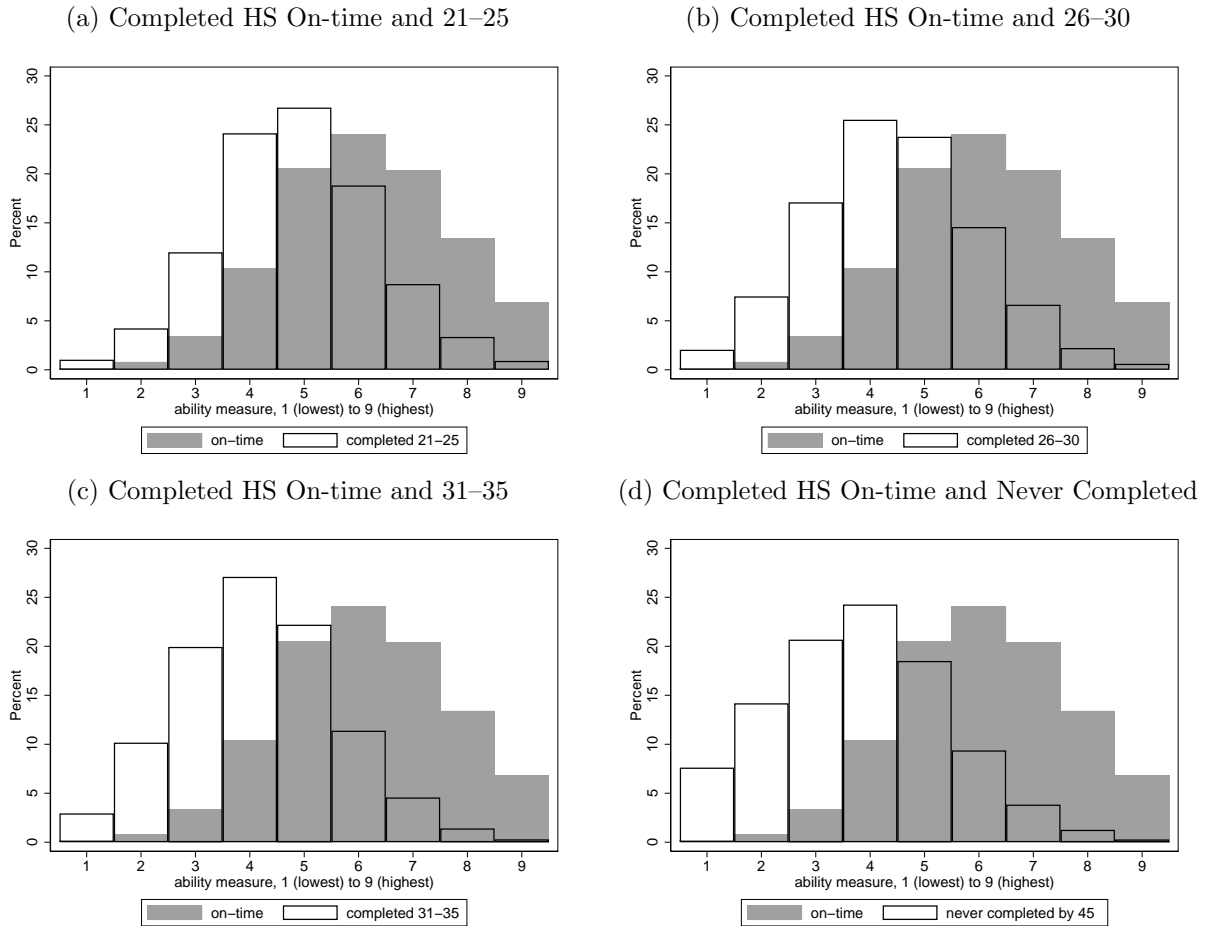 (a) Completed HS On-time and 21–25
30
25
20
15
10
5
0
Percent
1 2 3 4 5 6 7 8 9
ability measure, 1 (lowest) to 9 (highest)
on−time completed 21−25
(b) Completed HS On-time and 26–30
30
25
20
15
10
5
0
Percent
1 2 3 4 5 6 7 8 9
ability measure, 1 (lowest) to 9 (highest)
on−time completed 26−30
(c) Completed HS On-time and 31–35
30
25
20
15
10
5
0
Percent
1 2 3 4 5 6 7 8 9
ability measure, 1 (lowest) to 9 (highest)
on−time completed 31−35
(d) Completed HS On-time and Never Completed
30
25
20
15
10
5
0
Percent
1 2 3 4 5 6 7 8 9
ability measure, 1 (lowest) to 9 (highest)
on−time never completed by 45